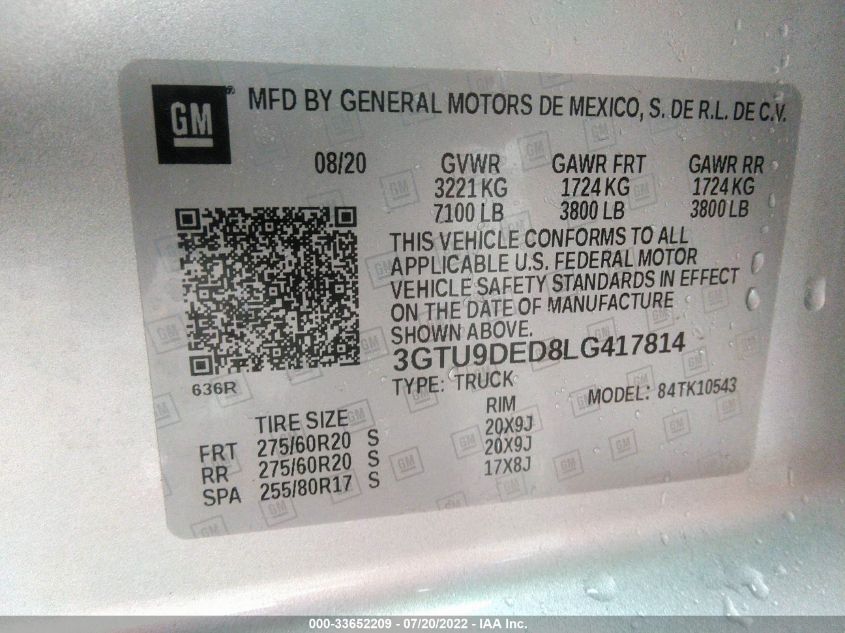 GM ® MFD BY GENERAL MOTORS DE MEXICO, S. DE R.L. DE C.V.
08/20 GVWR GAWR FRT GAWR RR
3221 KG 1724 KG 1724 KG
7100 LB 3800 LB 3800 LB
THIS VEHICLE CONFORMS TO ALL
APPLICABLE U.S. FEDERAL MOTOR
VEHICLE SAFETY STANDARDS IN EFFECT
ON THE DATE OF MANUFACTURE
SHOWN ABOVE.
3GTU9DED8LG417814
636R
TYPE: TRUCK MODEL: 84TK10543
TIRE SIZE RIM
FRT 275/60R20 S 20X9J
RR 275/60R20 S 20X9J
SPA 255/80R17 S 17X8J
000-33652209 - 07/20/2022 - IAA Inc.